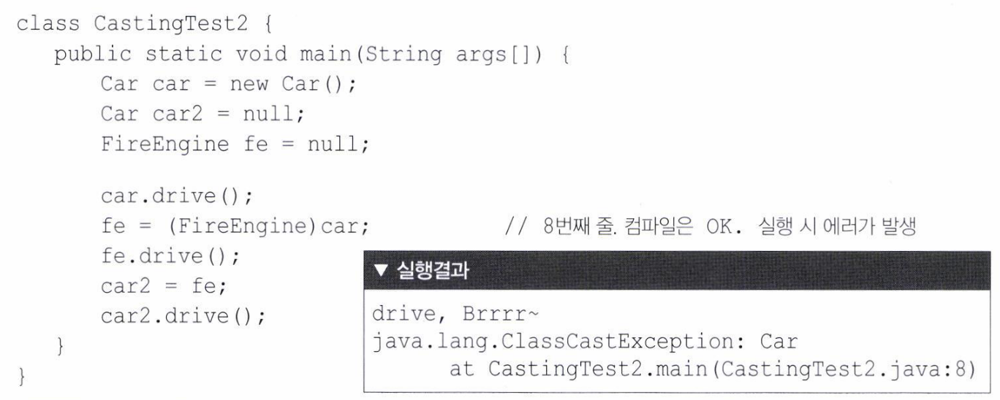 class CastingTest2 {
public static void main(String args[]) {
Car car = new Car();
Car car2 = null;
FireEngine fe = null;
car.drive();
fe = (FireEngine)car; // 8번째 줄. 컴파일은 OK. 실행 시 에러가 발생
fe.drive();
car2 = fe;
car2.drive();
}
}
▼ 실행결과
drive, Brrrr~
java.lang.ClassCastException: Car
at CastingTest2.main(CastingTest2.java:8)